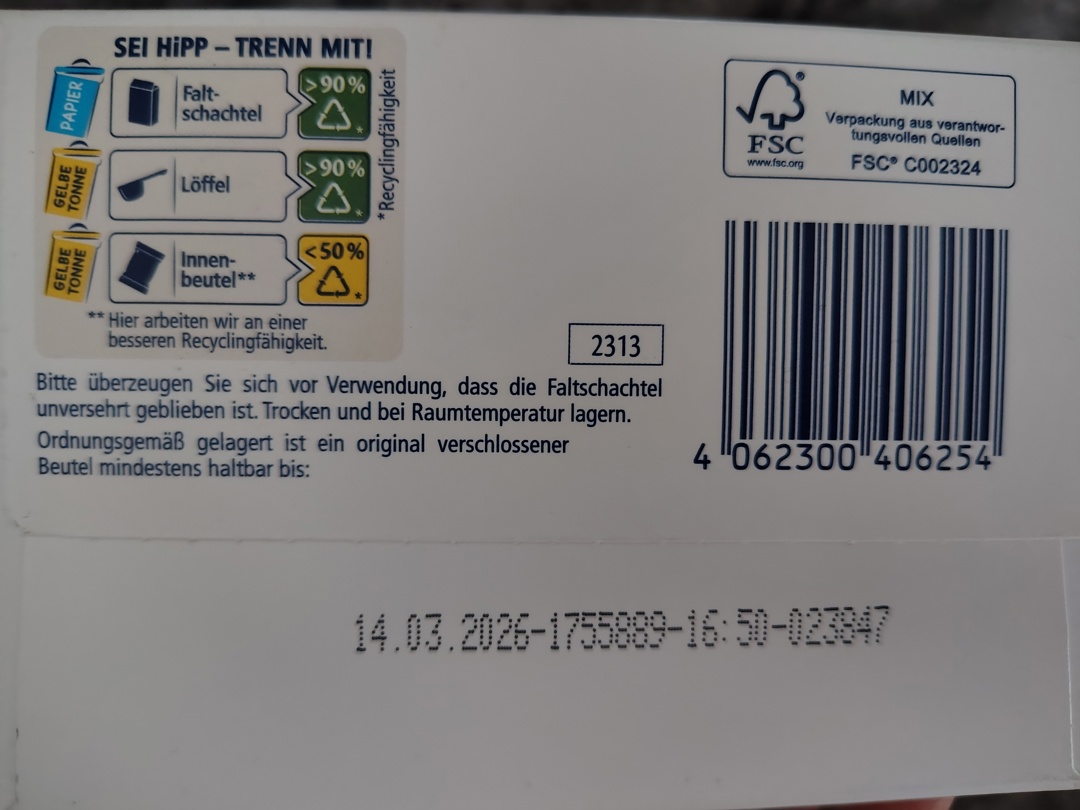 SEI HiPP – TRENN MIT!
PAPIER
Falt-
schachtel
>90%
*
GELBE
TONNE
Löffel
>90%
*
GELBE
TONNE
Innen-
beutel**
<50%
*
*Recyclingfähigkeit
** Hier arbeiten wir an einer
besseren Recyclingfähigkeit.
2313
Bitte überzeugen Sie sich vor Verwendung, dass die Faltschachtel
unversehrt geblieben ist. Trocken und bei Raumtemperatur lagern.
Ordnungsgemäß gelagert ist ein original verschlossener
Beutel mindestens haltbar bis:
®
FSC
www.fsc.org
MIX
Verpackung aus verantwor-
tungsvollen Quellen
FSC® C002324
4 062300 406254
14.03.2026-1755889-16:50-023847